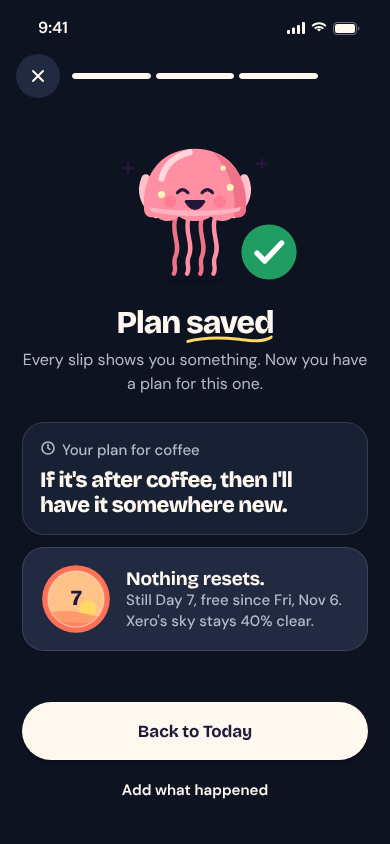 9:41
Plan saved
Every slip shows you something. Now you have
a plan for this one.
Your plan for coffee
If it's after coffee, then I'll
have it somewhere new.
7
Nothing resets.
Still Day 7, free since Fri, Nov 6.
Xero's sky stays 40% clear.
Back to Today
Add what happened